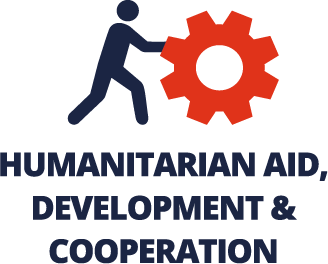 HUMANITARIAN AID,
DEVELOPMENT &
COOPERATION